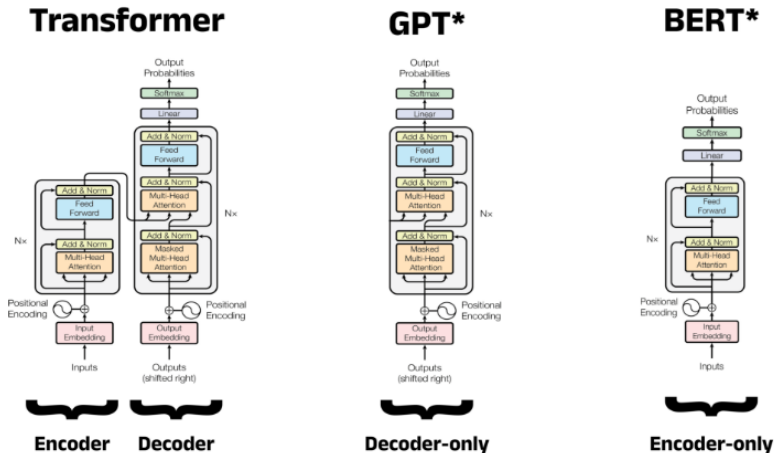 Transformer
Output
Probabilities
Softmax
Linear
Add & Norm
Feed
Forward
Add & Norm
Multi-Head
Attention
Add & Norm
Masked
Multi-Head
Attention
Nx
Add & Norm
Feed
Forward
Add & Norm
Multi-Head
Attention
Nx
Positional
Encoding
Positional
Encoding
Input
Embedding
Output
Embedding
Inputs
Outputs
(shifted right)
Encoder
Decoder
GPT*
Output
Probabilities
Softmax
Linear
Add & Norm
Feed
Forward
Add & Norm
Multi-Head
Attention
Nx
Add & Norm
Masked
Multi-Head
Attention
Positional
Encoding
Output
Embedding
Outputs
(shifted right)
Decoder-only
BERT*
Output
Probabilities
Softmax
Linear
Add & Norm
Feed
Forward
Nx
Add & Norm
Multi-Head
Attention
Positional
Encoding
Input
Embedding
Inputs
Encoder-only